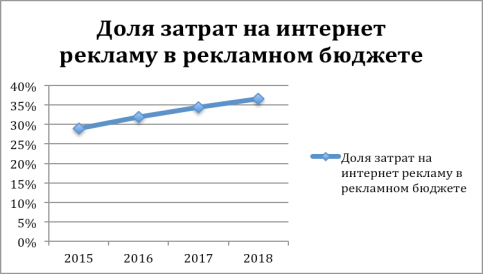 Доля затрат на интернет
рекламу в рекламном бюджете
40%
35%
30%
25%
20%
15%
10%
5%
0%
2015 2016 2017 2018
Доля затрат на
интернет рекламу в
рекламном бюджете